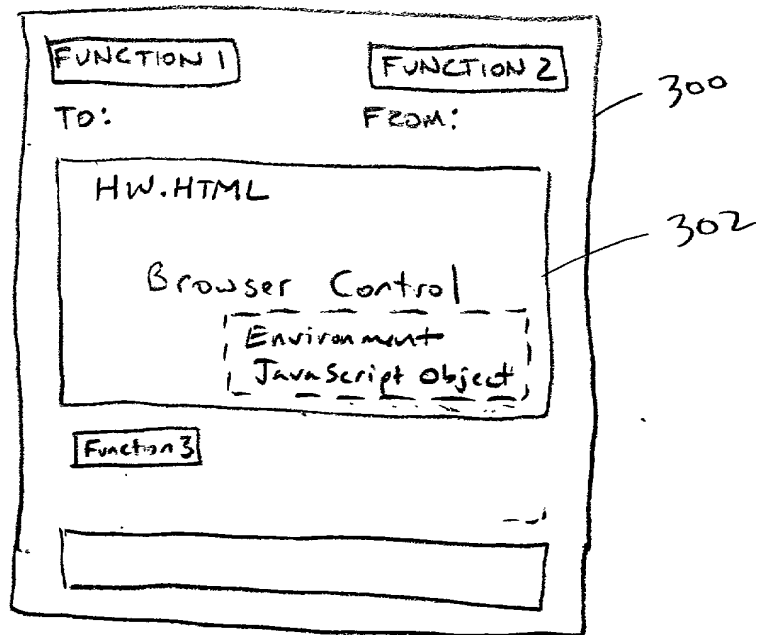 FUNCTION 1
FUNCTION 2
TO:
FROM:
300
HW.HTML
302
Browser Control
Environment
JavaScript Object
Function 3